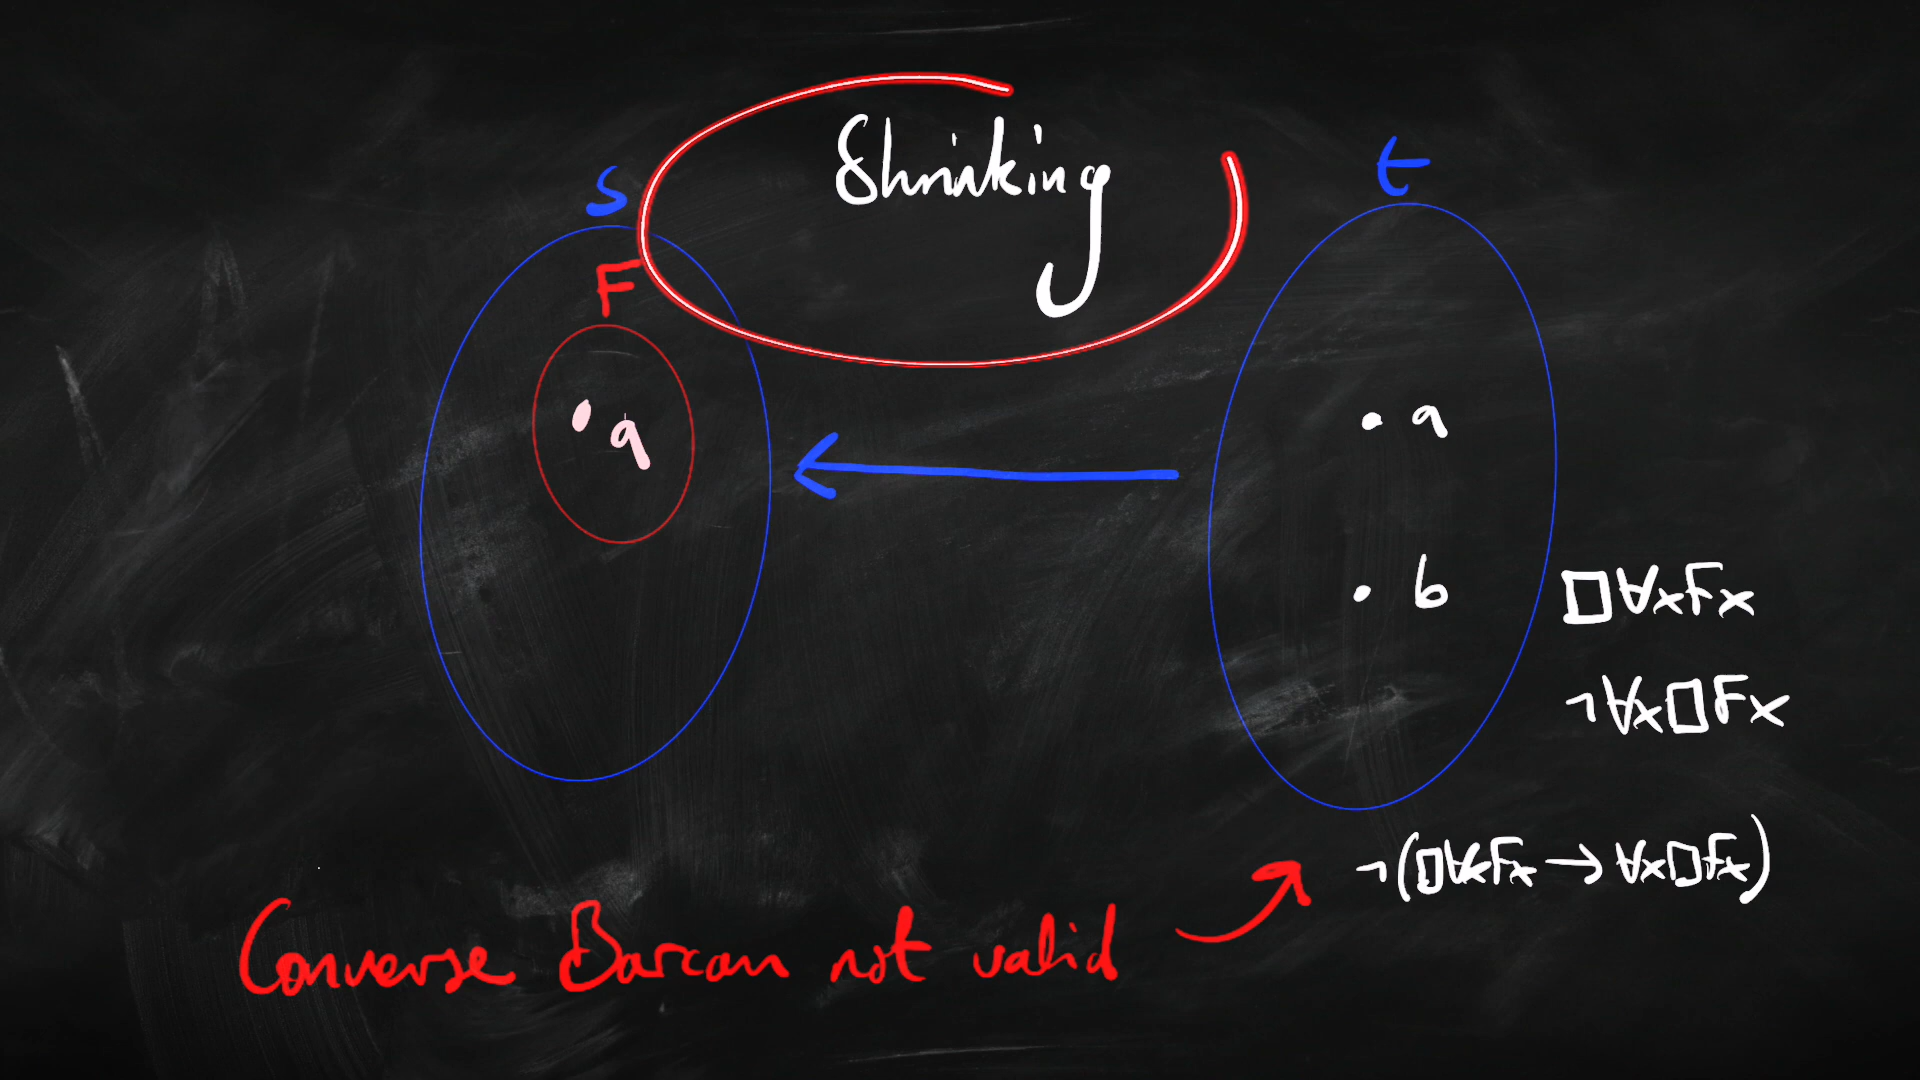 Shrinking
s
t
F
a
a
b
□∀xFx
¬∀x□Fx
¬(□∀xFx → ∀x□Fx)
Converse Barcan not valid